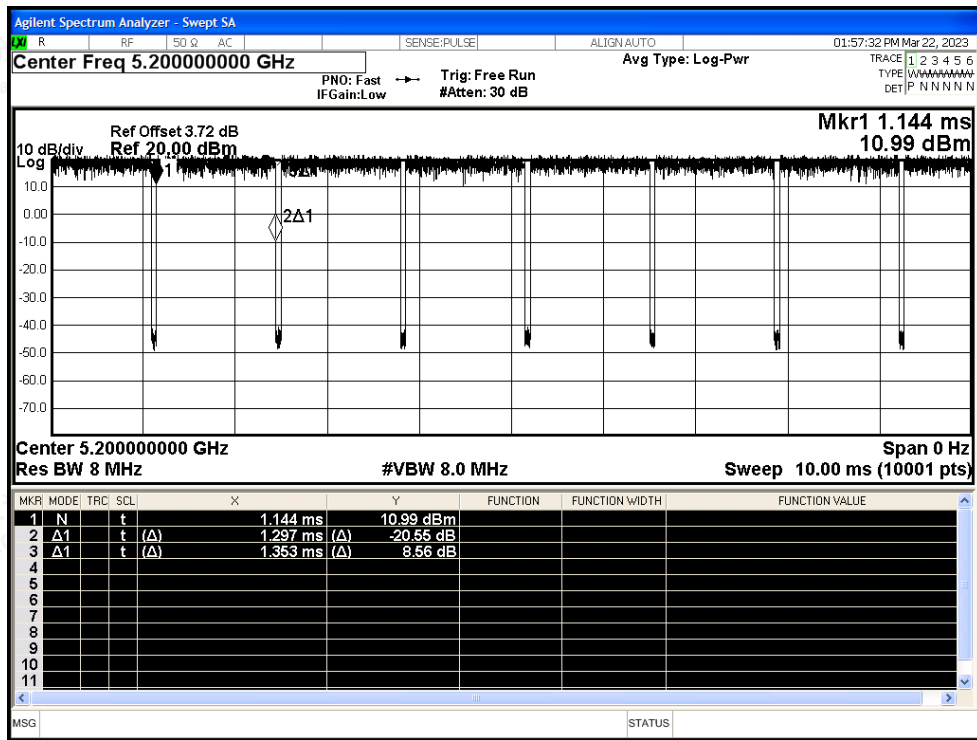 Agilent Spectrum Analyzer - Swept SA
LXI R RF 50 Ω AC SENSE:PULSE ALIGN AUTO 01:57:32 PM Mar 22, 2023
Center Freq 5.200000000 GHz Avg Type: Log-Pwr TRACE 1 2 3 4 5 6
PNO: Fast Trig: Free Run TYPE
IFGain:Low #Atten: 30 dB DET P N N N N N
Mkr1 1.144 ms
Ref Offset 3.72 dB
10 dB/div Ref 20.00 dBm 10.99 dBm
Log
1
10.0
0.00
2Δ1
-10.0
-20.0
-30.0
-40.0
-50.0
-60.0
-70.0
Center 5.200000000 GHz Span 0 Hz
Res BW 8 MHz #VBW 8.0 MHz Sweep 10.00 ms (10001 pts)
MKR MODE TRC SCL X Y FUNCTION FUNCTION WIDTH FUNCTION VALUE
1 N t 1.144 ms 10.99 dBm
2 Δ1 t (Δ) 1.297 ms (Δ) -20.55 dB
3 Δ1 t (Δ) 1.353 ms (Δ) 8.56 dB
4
5
6
7
8
9
10
11
MSG STATUS